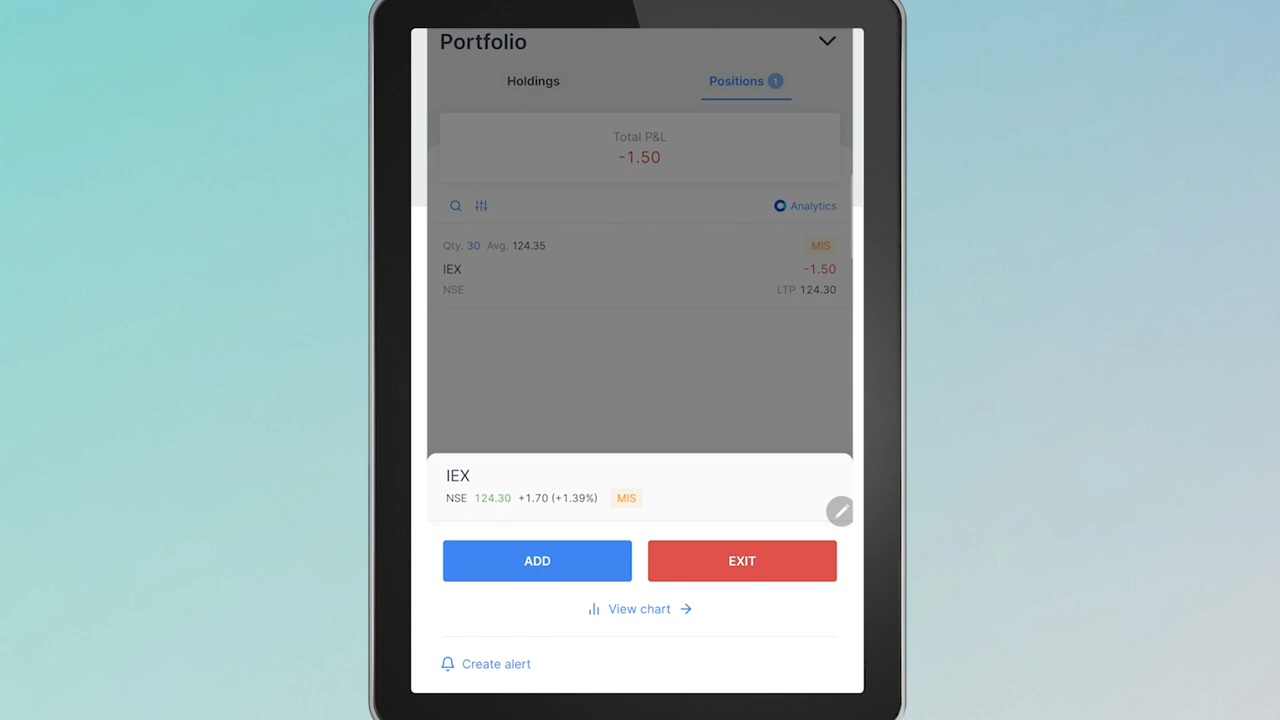 Portfolio
Holdings Positions 1
Total P&L
-1.50
Analytics
Qty. 30 Avg. 124.35 MIS
IEX -1.50
NSE LTP 124.30
IEX
NSE 124.30 +1.70 (+1.39%) MIS
ADD EXIT
View chart
Create alert